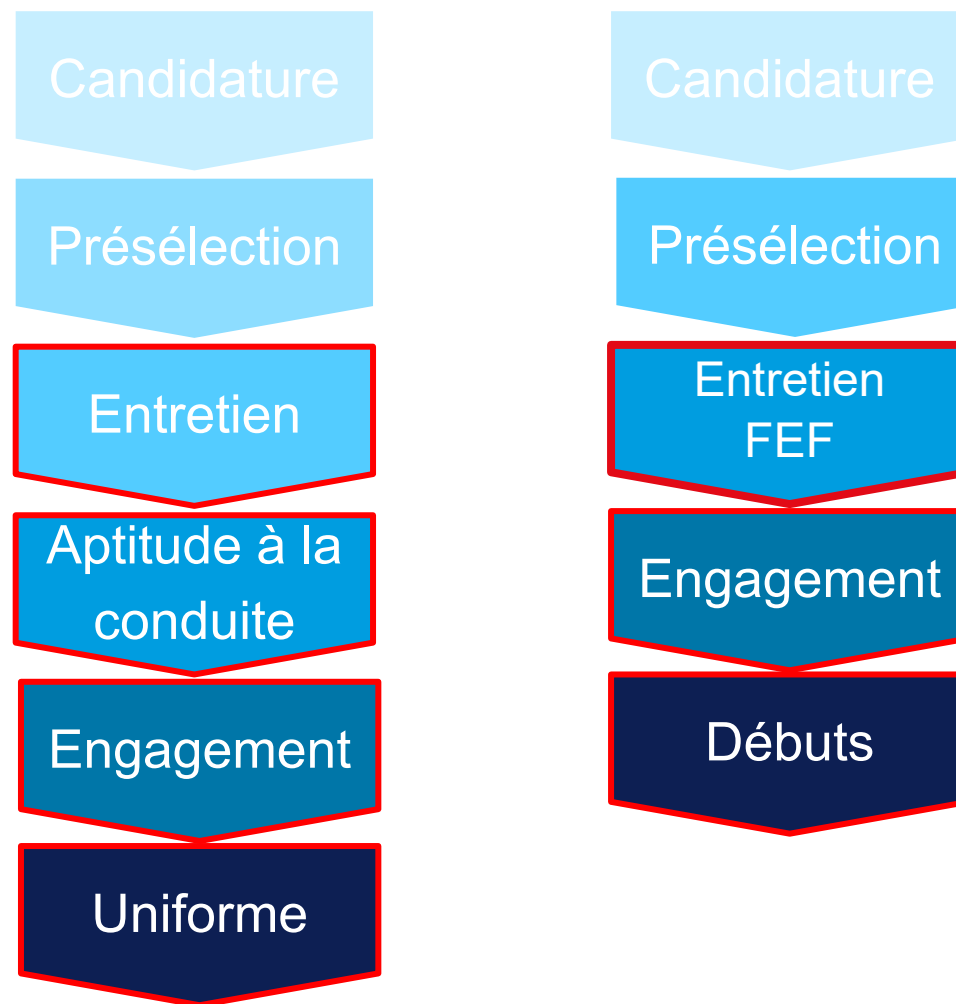 Candidature
Présélection
Entretien
Aptitude à la
conduite
Engagement
Uniforme
Candidature
Présélection
Entretien
FEF
Engagement
Débuts